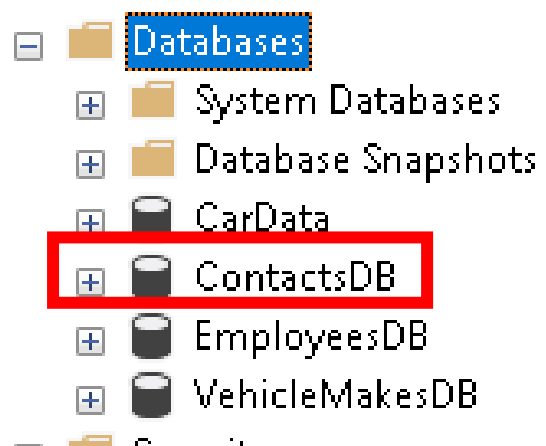 Databases
System Databases
Database Snapshots
CarData
ContactsDB
EmployeesDB
VehicleMakesDB